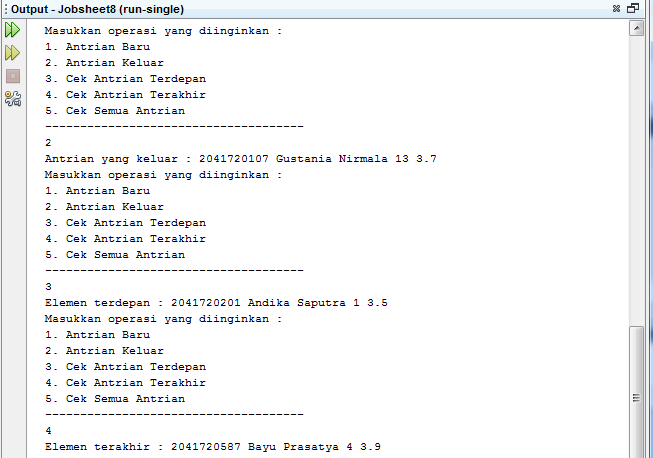 Output - Jobsheet8 (run-single)
Masukkan operasi yang diinginkan :
1. Antrian Baru
2. Antrian Keluar
3. Cek Antrian Terdepan
4. Cek Antrian Terakhir
5. Cek Semua Antrian
-------------------------------------
2
Antrian yang keluar : 2041720107 Gustania Nirmala 13 3.7
Masukkan operasi yang diinginkan :
1. Antrian Baru
2. Antrian Keluar
3. Cek Antrian Terdepan
4. Cek Antrian Terakhir
5. Cek Semua Antrian
-------------------------------------
3
Elemen terdepan : 2041720201 Andika Saputra 1 3.5
Masukkan operasi yang diinginkan :
1. Antrian Baru
2. Antrian Keluar
3. Cek Antrian Terdepan
4. Cek Antrian Terakhir
5. Cek Semua Antrian
-------------------------------------
4
Elemen terakhir : 2041720587 Bayu Prasatya 4 3.9